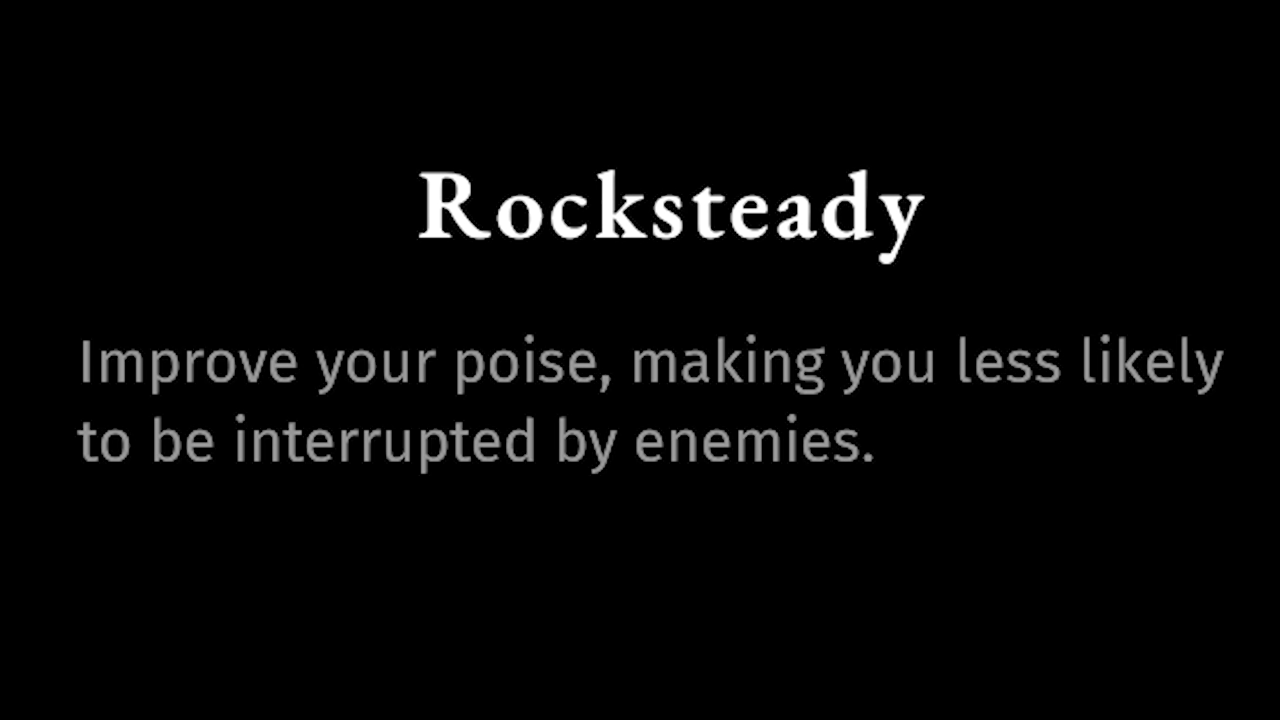 Rocksteady
Improve your poise, making you less likely
to be interrupted by enemies.